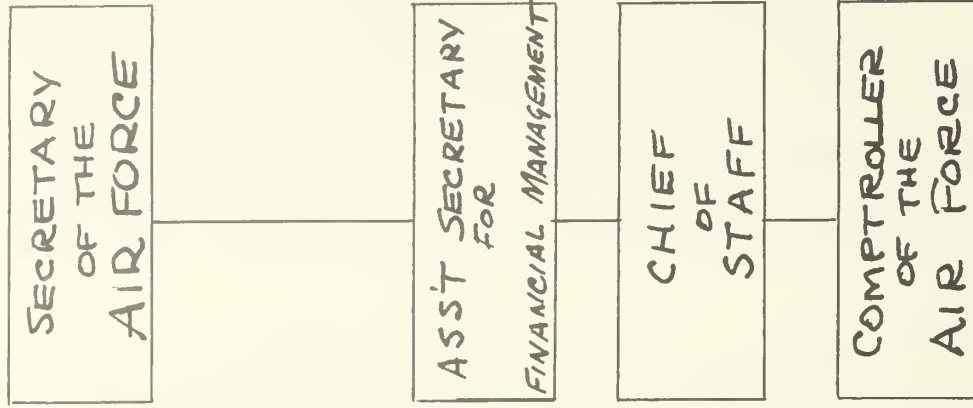 SECRETARY
OF THE
AIR FORCE
ASS'T SECRETARY
FOR
FINANCIAL MANAGEMENT
CHIEF
OF
STAFF
COMPTROLLER
OF THE
AIR FORCE